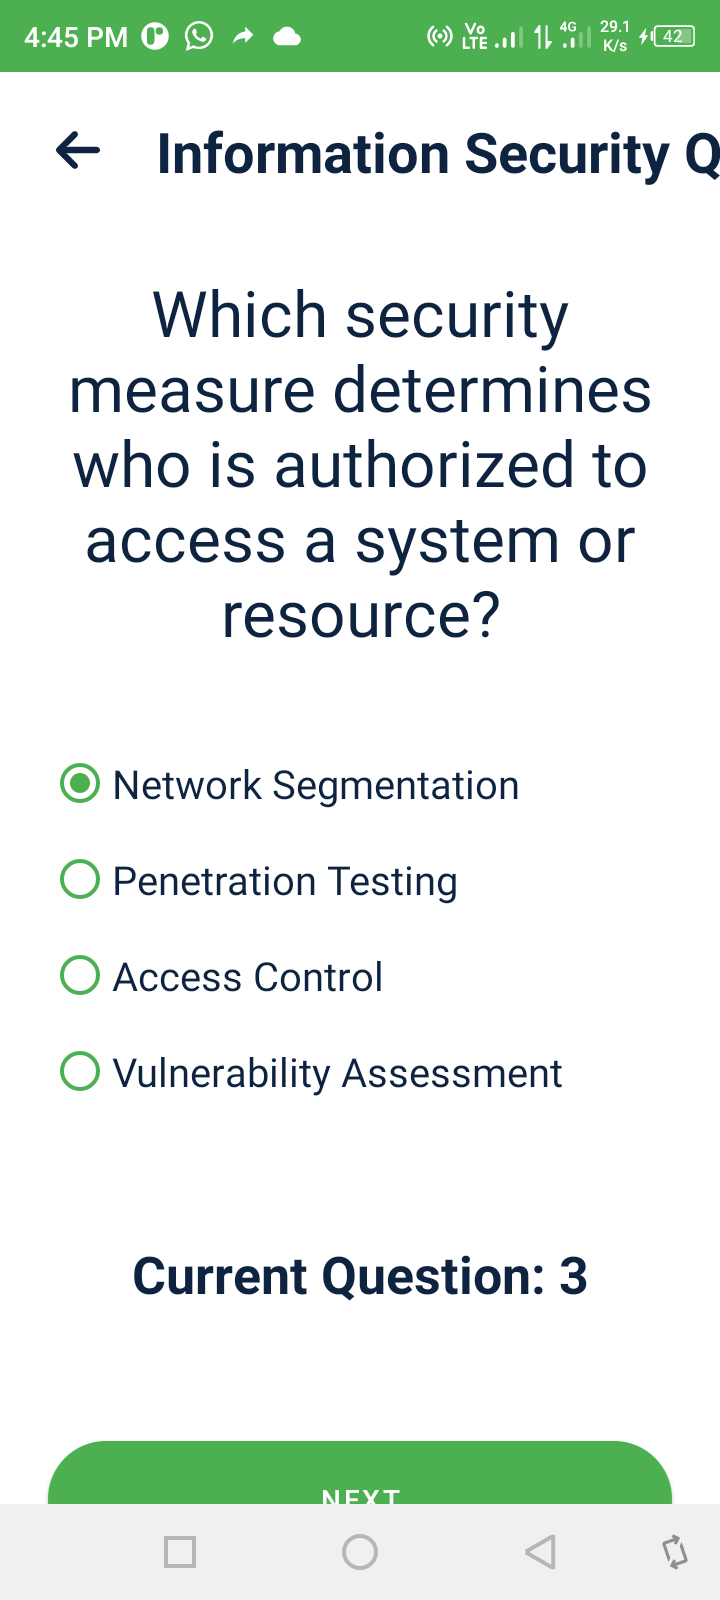 4:45 PM Vo LTE 4G 29.1 K/s 42
Information Security Q
Which security
measure determines
who is authorized to
access a system or
resource?
Network Segmentation
Penetration Testing
Access Control
Vulnerability Assessment
Current Question: 3
NEXT